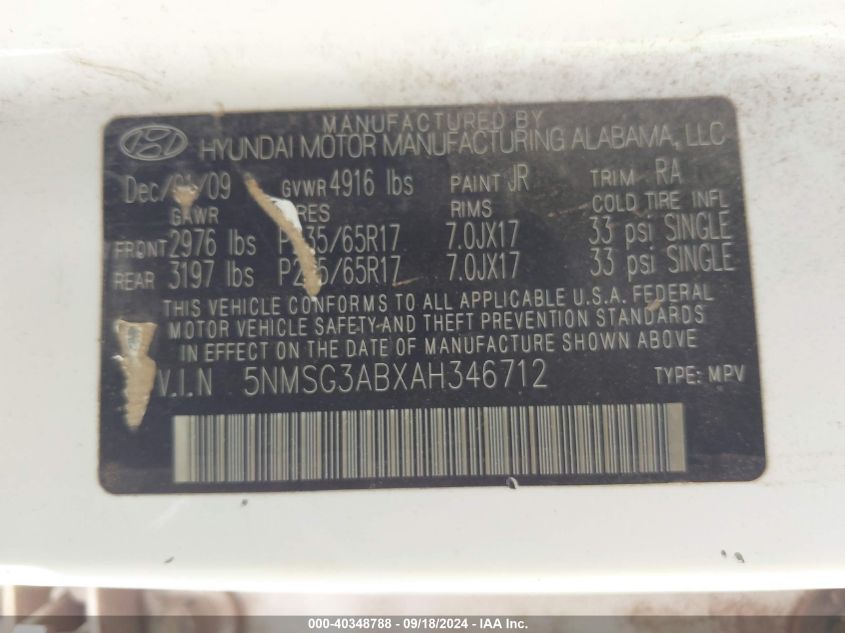 MANUFACTURED BY
HYUNDAI MOTOR MANUFACTURING ALABAMA, LLC
GVWR 4916 lbs PAINT JR TRIM RA
GAWR RIMS COLD TIRE INFL
FRONT 2976 lbs 7.0JX17 33 psi SINGLE
REAR 3197 lbs 7.0JX17 33 psi SINGLE
THIS VEHICLE CONFORMS TO ALL APPLICABLE U.S.A. FEDERAL
MOTOR VEHICLE SAFETY AND THEFT PREVENTION STANDARDS
IN EFFECT ON THE DATE OF MANUFACTURE SHOWN ABOVE.
V.I.N 5NMSG3ABXAH346712 TYPE: MPV
000-40348788 - 09/18/2024 - IAA Inc.